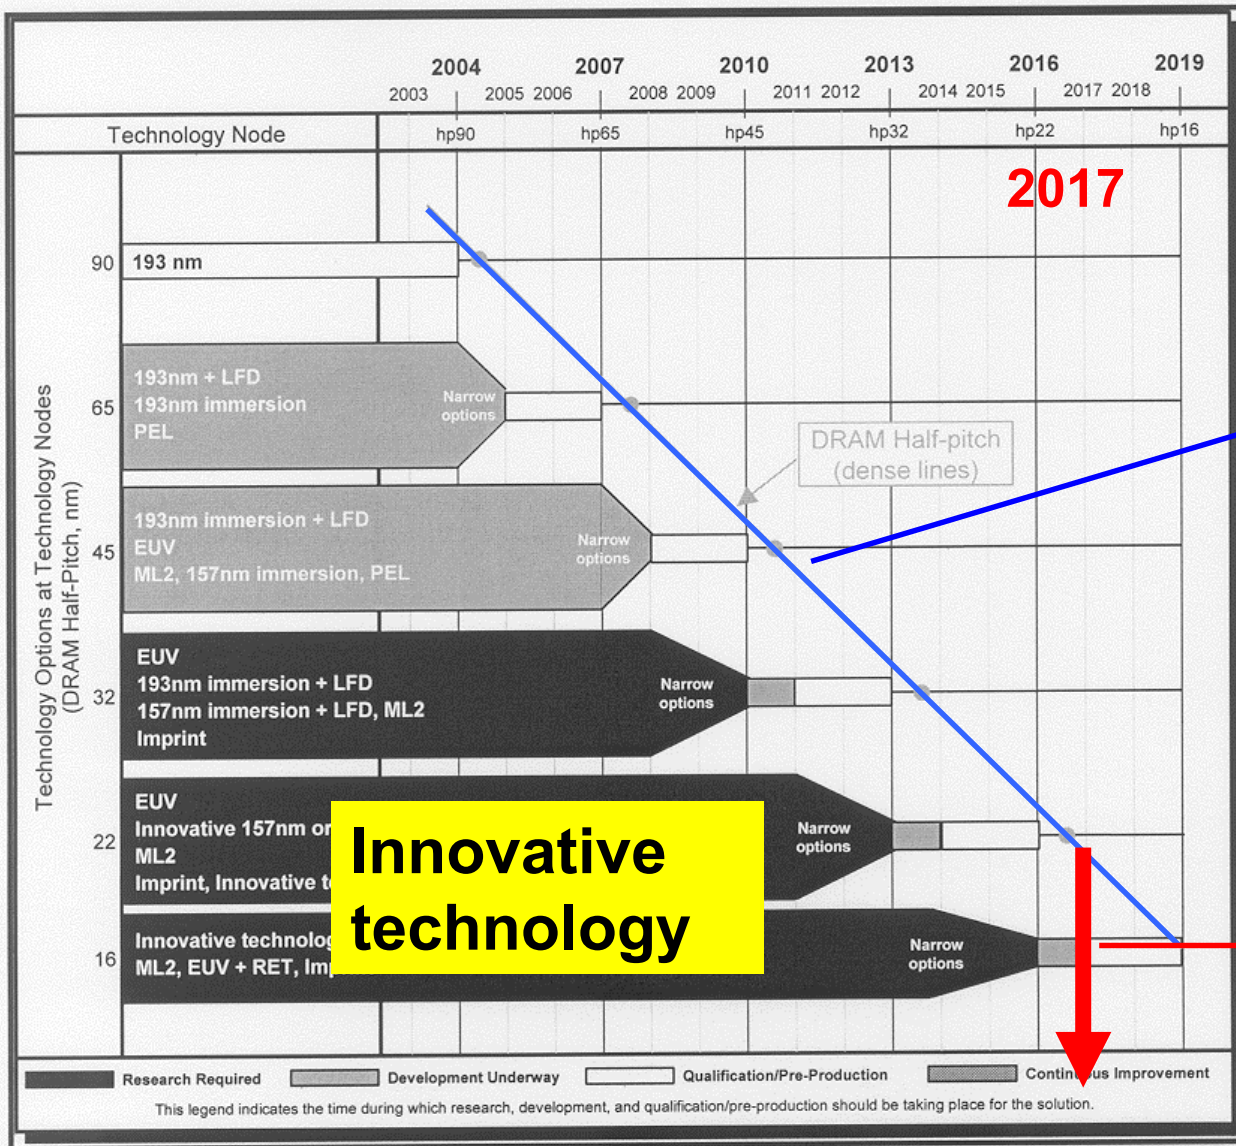 2004 2007 2010 2013 2016 2019
2003 2005 2006 2008 2009 2011 2012 2014 2015 2017 2018
Technology Node hp90 hp65 hp45 hp32 hp22 hp16
2017
Technology Options at Technology Nodes
(DRAM Half-Pitch, nm)
90 193 nm
65
193nm + LFD
193nm immersion
PEL
Narrow
options
DRAM Half-pitch
(dense lines)
45
193nm immersion + LFD
EUV
ML2, 157nm immersion, PEL
Narrow
options
32
EUV
193nm immersion + LFD
157nm immersion + LFD, ML2
Imprint
Narrow
options
22
EUV
Innovative 157nm or
ML2
Imprint, Innovative
Narrow
options
Innovative
technology
16
Innovative
ML2, EUV + RET,
Narrow
options
Research Required Development Underway Qualification/Pre-Production Improvement
This legend indicates the time during which research, development, and qualification/pre-production should be taking place for the solution.